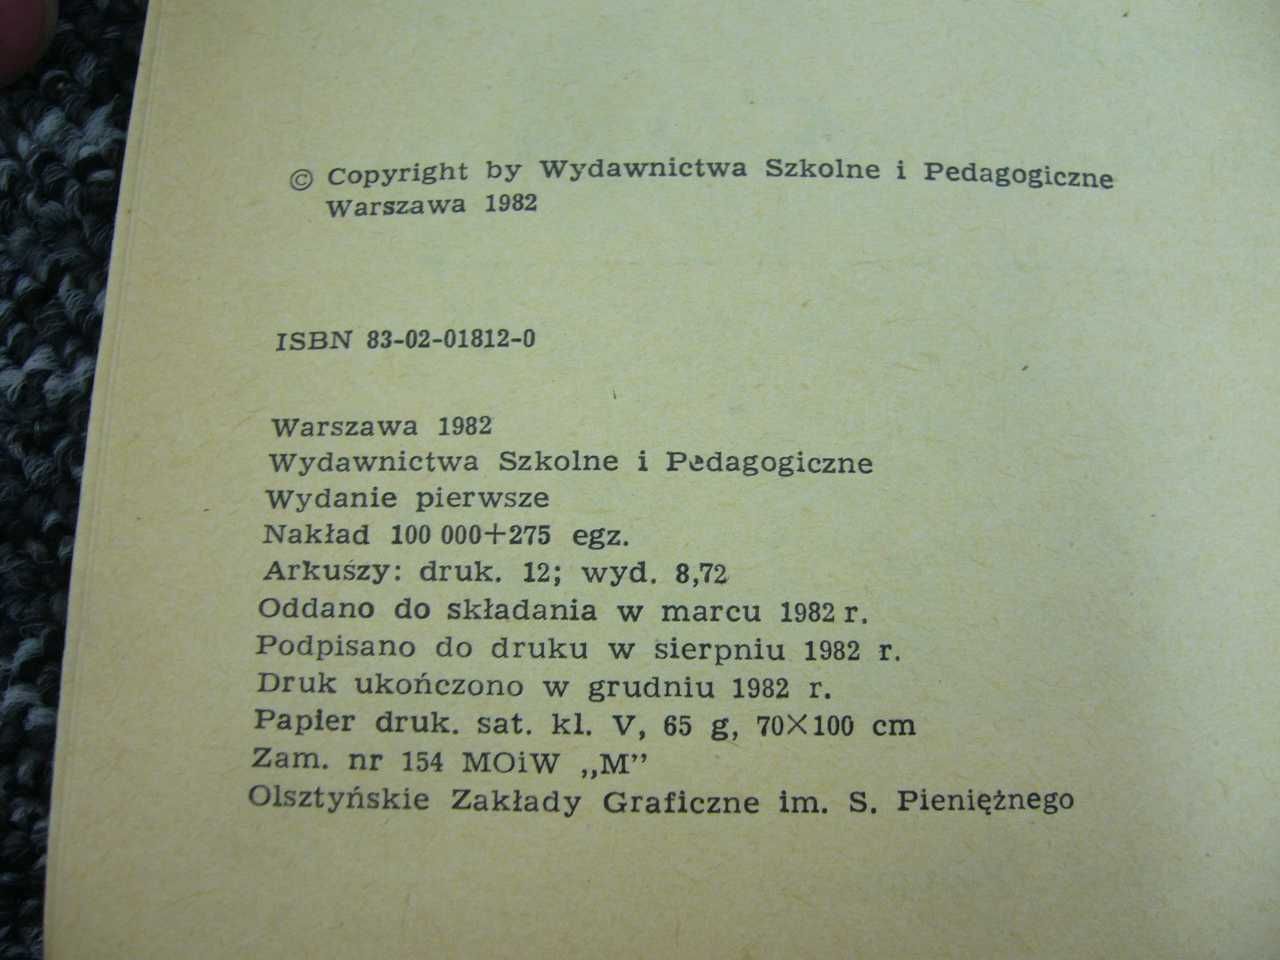 © Copyright by Wydawnictwa Szkolne i Pedagogiczne
Warszawa 1982
ISBN 83-02-01812-0
Warszawa 1982
Wydawnictwa Szkolne i Pedagogiczne
Wydanie pierwsze
Nakład 100 000+275 egz.
Arkuszy: druk. 12; wyd. 8,72
Oddano do składania w marcu 1982 r.
Podpisano do druku w sierpniu 1982 r.
Druk ukończono w grudniu 1982 r.
Papier druk. sat. kl. V, 65 g, 70×100 cm
Zam. nr 154 MOiW „M”
Olsztyńskie Zakłady Graficzne im. S. Pieniężnego